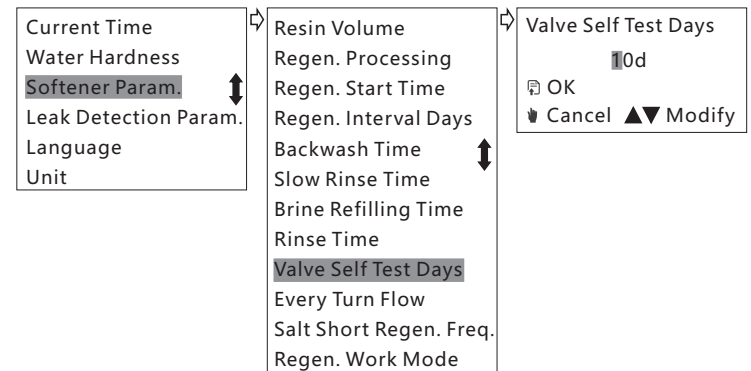 Current Time
Water Hardness
Softener Param.
Leak Detection Param.
Language
Unit
Resin Volume
Regen. Processing
Regen. Start Time
Regen. Interval Days
Backwash Time
Slow Rinse Time
Brine Refilling Time
Rinse Time
Valve Self Test Days
Every Turn Flow
Salt Short Regen. Freq.
Regen. Work Mode
Valve Self Test Days
10d
OK
Cancel ▲▼ Modify